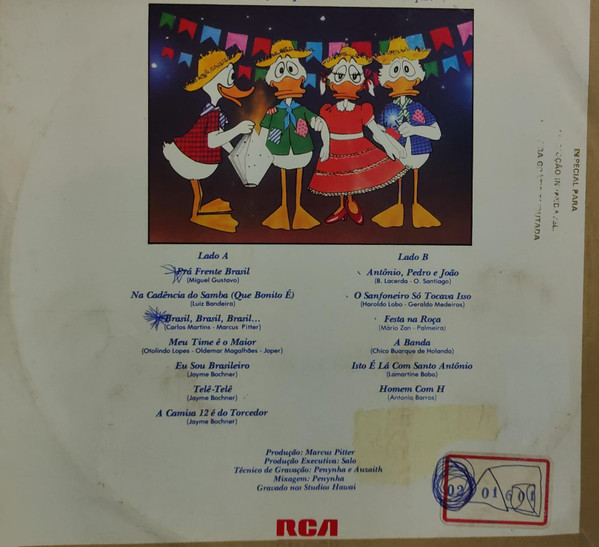 Lado A
Prá Frente Brasil
(Miguel Gustavo)
Na Cadência do Samba (Que Bonito É)
(Luiz Bandeira)
Brasil, Brasil, Brasil...
(Carlos Martins - Marcus Pitter)
Meu Time é o Maior
(Otolindo Lopes - Oldemar Magalhães - Joper)
Eu Sou Brasileiro
(Jayme Bochner)
Telê-Telê
(Jayme Bochner)
A Camisa 12 é do Torcedor
(Jayme Bochner)
Lado B
Antônio, Pedro e João
(B. Lacerda - O. Santiago)
O Sanfoneiro Só Tocava Isso
(Haroldo Lobo - Geraldo Medeiros)
Festa na Roça
(Mário Zan - Palmeira)
A Banda
(Chico Buarque de Holanda)
Isto É Lá Com Santo Antônio
(Lamartine Babo)
Homem Com H
(Antonio Barros)
Produção: Marcus Pitter
Produção Executiva: Salo
Técnico de Gravação: Penynha e Auzaith
Mixagem: Penynha
Gravado nos Studios Hawai
RCA
ESPECIAL PARA
02 01601